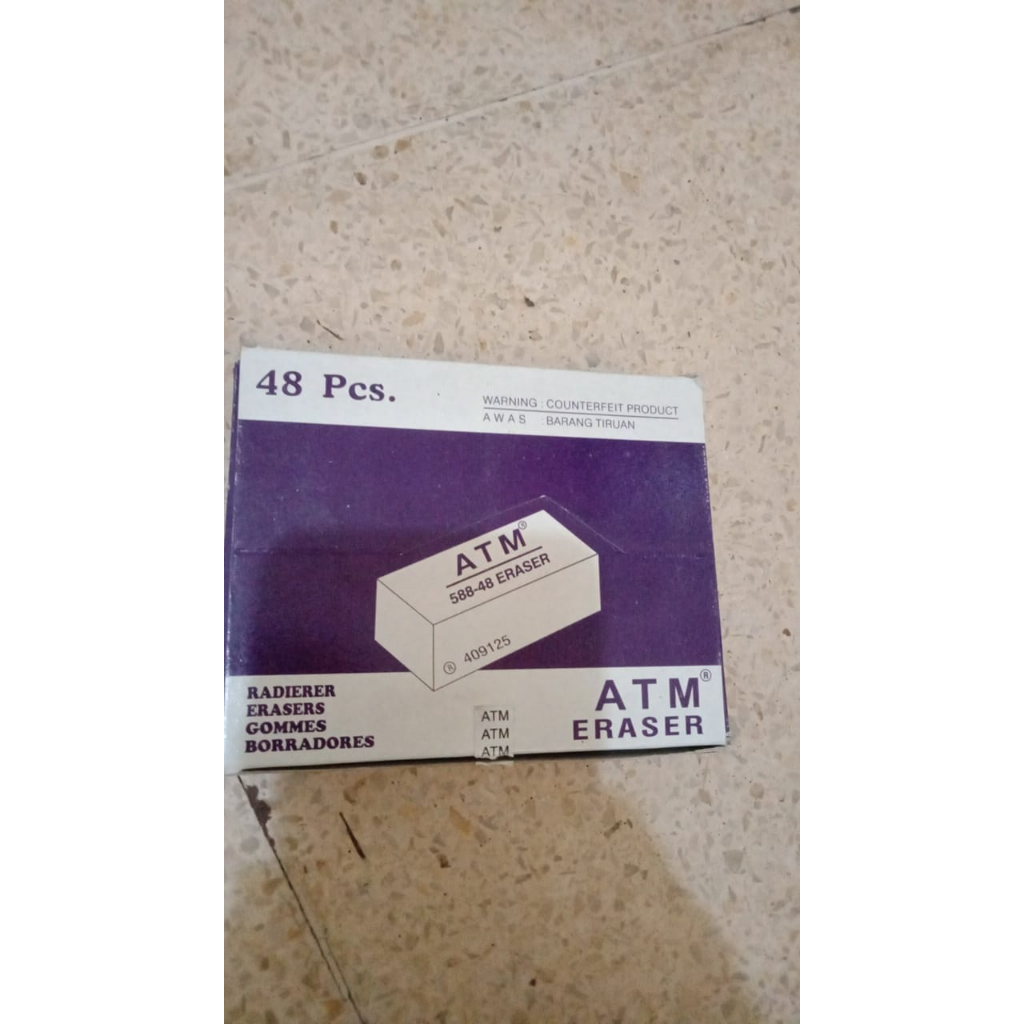 48 Pcs.
WARNING : COUNTERFEIT PRODUCT
A W A S : BARANG TIRUAN
ATM®
588-48 ERASER
® 409125
RADIERER
ERASERS
GOMMES
BORRADORES
ATM
ATM
ATM
ATM®
ERASER